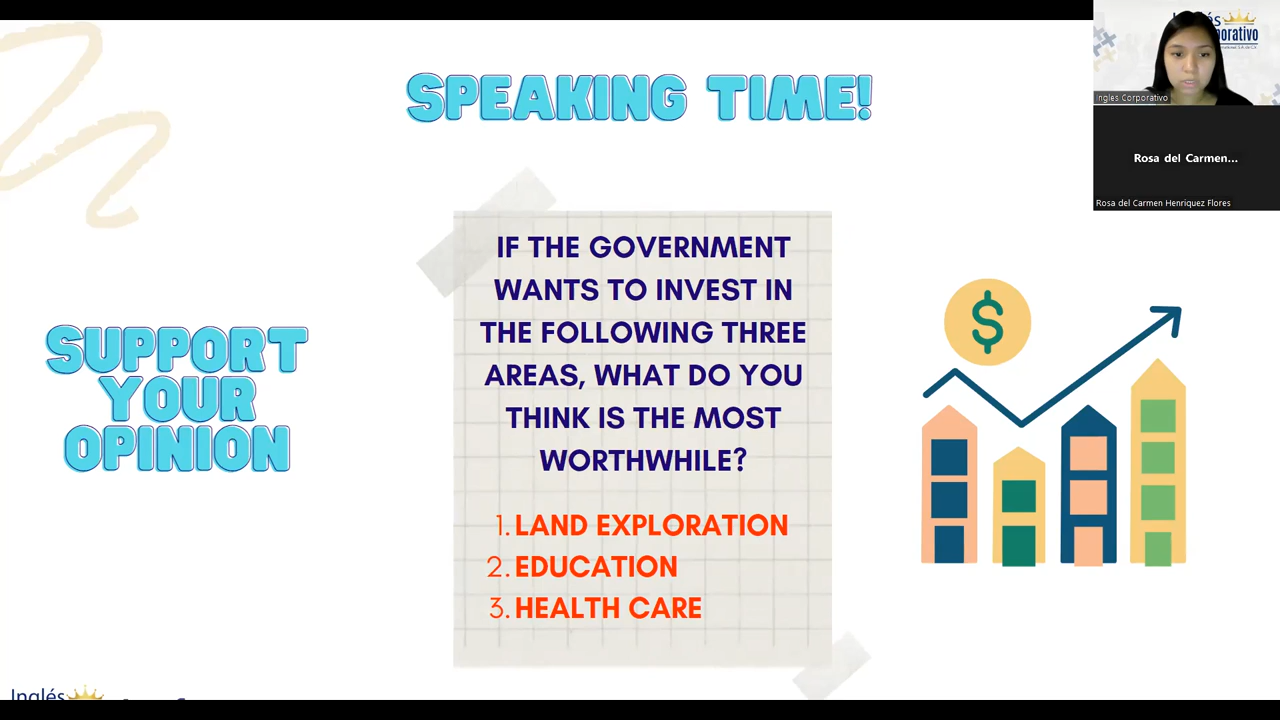 SPEAKING TIME!
SUPPORT
YOUR
OPINION
IF THE GOVERNMENT
WANTS TO INVEST IN
THE FOLLOWING THREE
AREAS, WHAT DO YOU
THINK IS THE MOST
WORTHWHILE?
1. LAND EXPLORATION
2. EDUCATION
3. HEALTH CARE
$
Ingles Corporativo
Rosa del Carmen...
Rosa del Carmen Henriquez Flores
Inglés